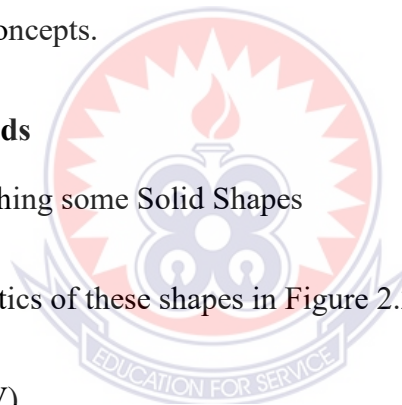 oncepts.
ds
hing some Solid Shapes
tics of these shapes in Figure 2.
EDUCATION FOR SERVICE
V)